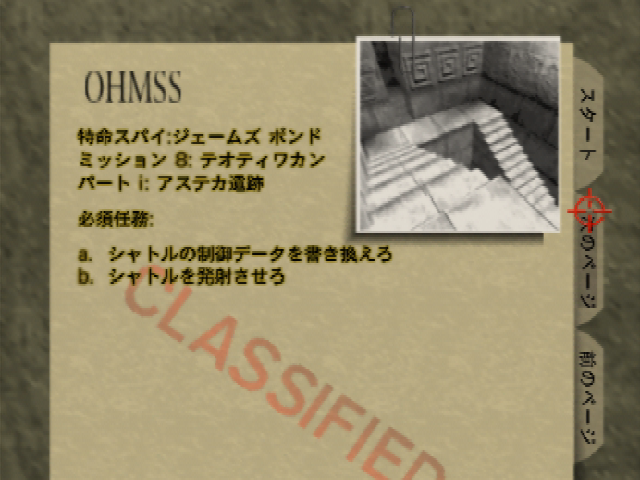 OHMSS
特命スパイ:ジェームズ ボンド
ミッション 8: テオティワカン
パート i: アステカ遺跡
必須任務:
a. シャトルの制御データを書き換えろ
b. シャトルを発射させろ
CLASSIFIED
スタート
次のページ
前のページ